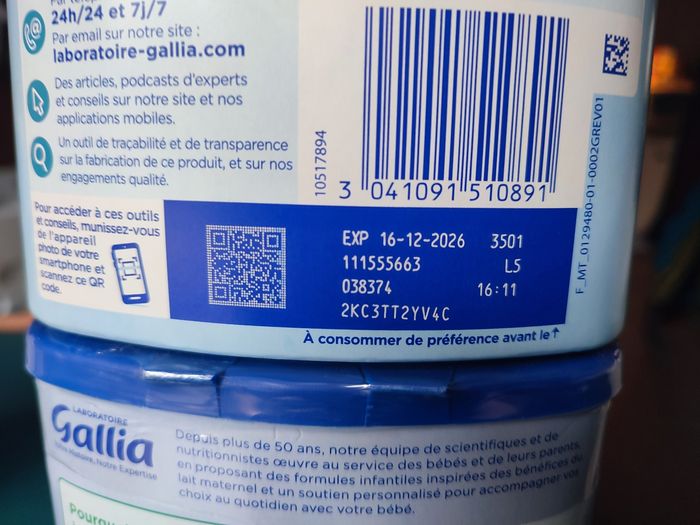 24h/24 et 7j/7
Par email sur notre site :
laboratoire-gallia.com
Des articles, podcasts d'experts
et conseils sur notre site et nos
applications mobiles.
Un outil de traçabilité et de transparence
sur la fabrication de ce produit, et sur nos
engagements qualité.
10517894
3 041091 510891
F_MT_0129480-01-0002GREV01
Pour accéder à ces outils
et conseils, munissez-vous
de l'appareil
photo de votre
smartphone et
scannez ce QR
code.
EXP 16-12-2026 3501
111555663 L5
038374 16:11
2KC3TT2YV4C
À consommer de préférence avant le
LABORATOIRE
Gallia
Notre Histoire, Notre Expertise
Depuis plus de 50 ans, notre équipe de scientifiques et de
nutritionnistes œuvre au service des bébés et de leurs parents,
en proposant des formules infantiles inspirées des bénéfices du
lait maternel et un soutien personnalisé pour accompagner vos
choix au quotidien avec votre bébé.
Pourquoi